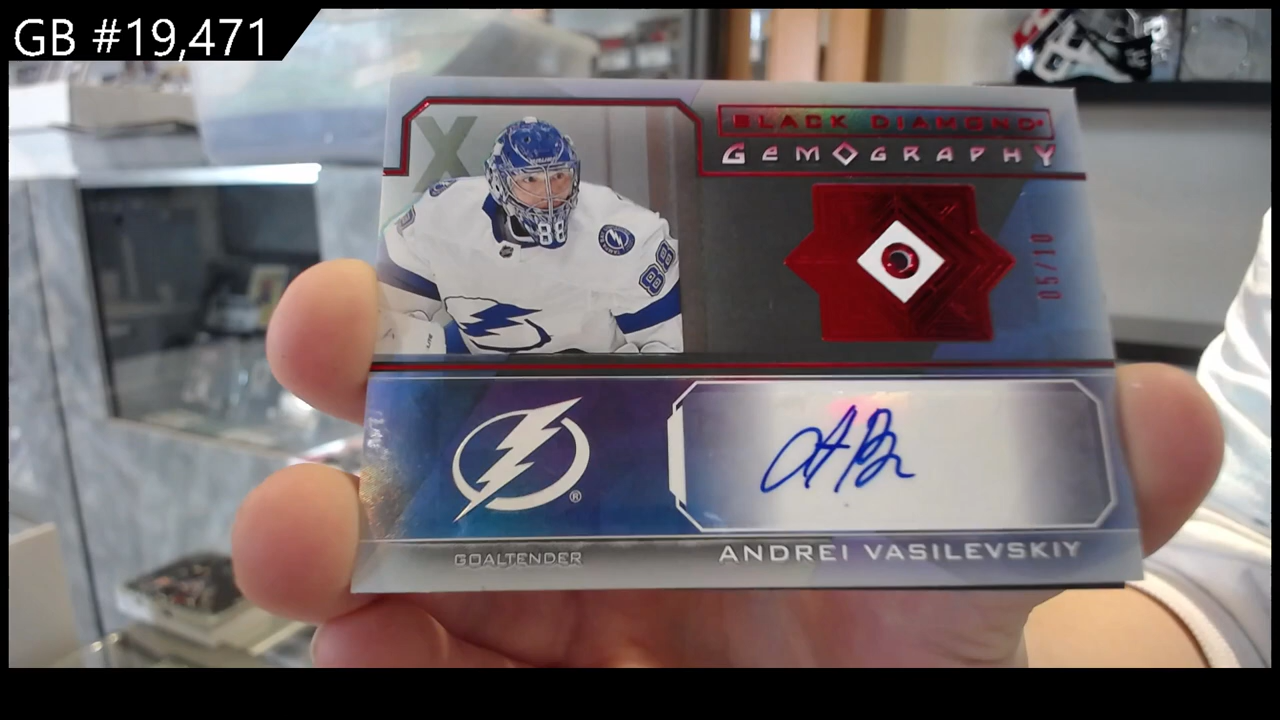 GB #19,471
BLACK DIAMOND
GEMOGRAPHY
X
88
88
05/10
GOALTENDER
ANDREI VASILEVSKIY